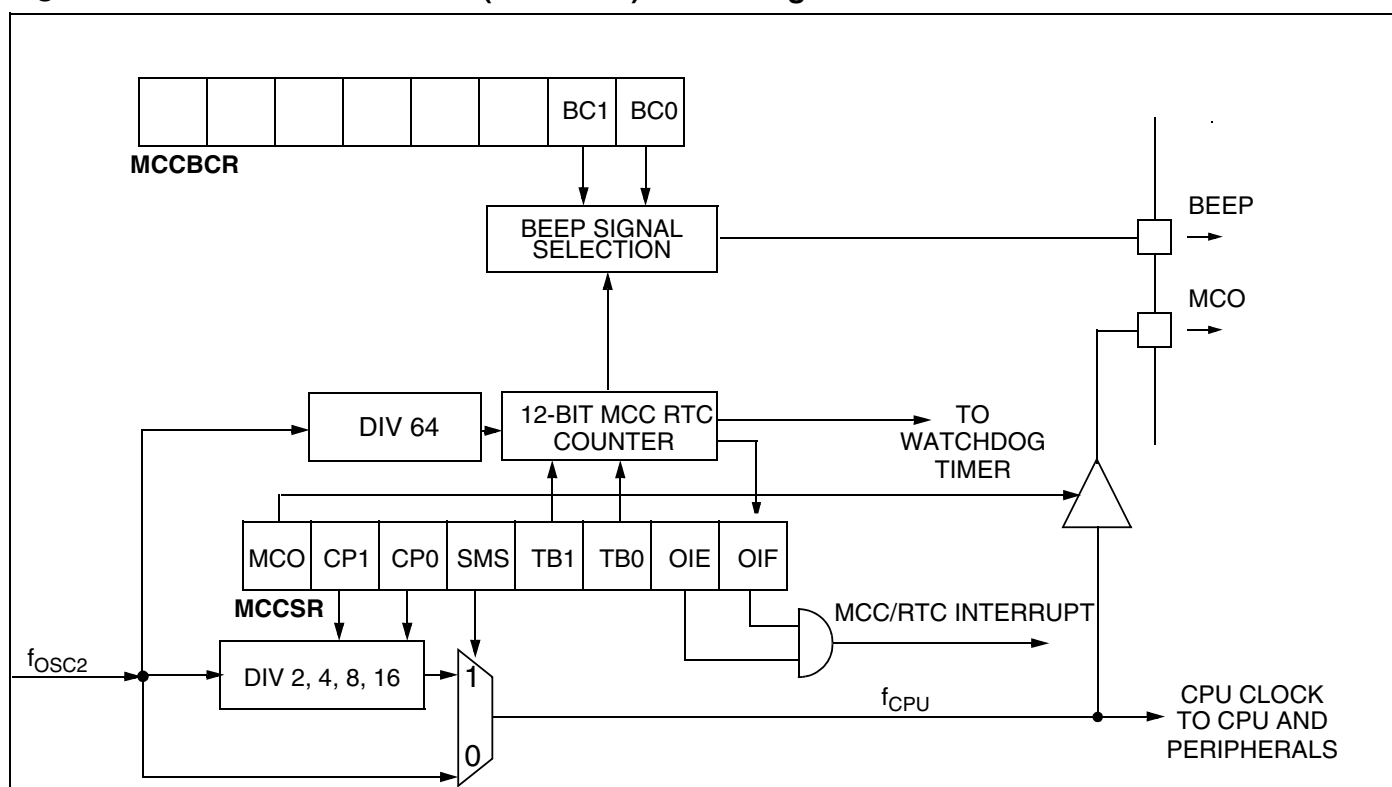 BC1 BC0
MCCBCR
BEEP SIGNAL
SELECTION
BEEP
MCO
DIV 64
12-BIT MCC RTC
COUNTER
TO
WATCHDOG
TIMER
MCO CP1 CP0 SMS TB1 TB0 OIE OIF
MCCSR
MCC/RTC INTERRUPT
fOSC2
DIV 2, 4, 8, 16
1
0
fCPU
CPU CLOCK
TO CPU AND
PERIPHERALS